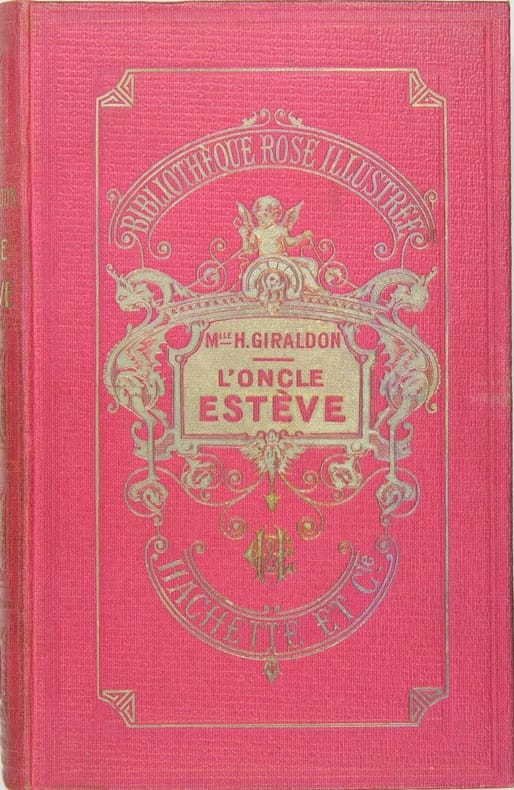 BIBLIOTHÈQUE ROSE ILLUSTRÉE
MLLE H. GIRALDON
L'ONCLE
ESTÈVE
HACHETTE ET Cie